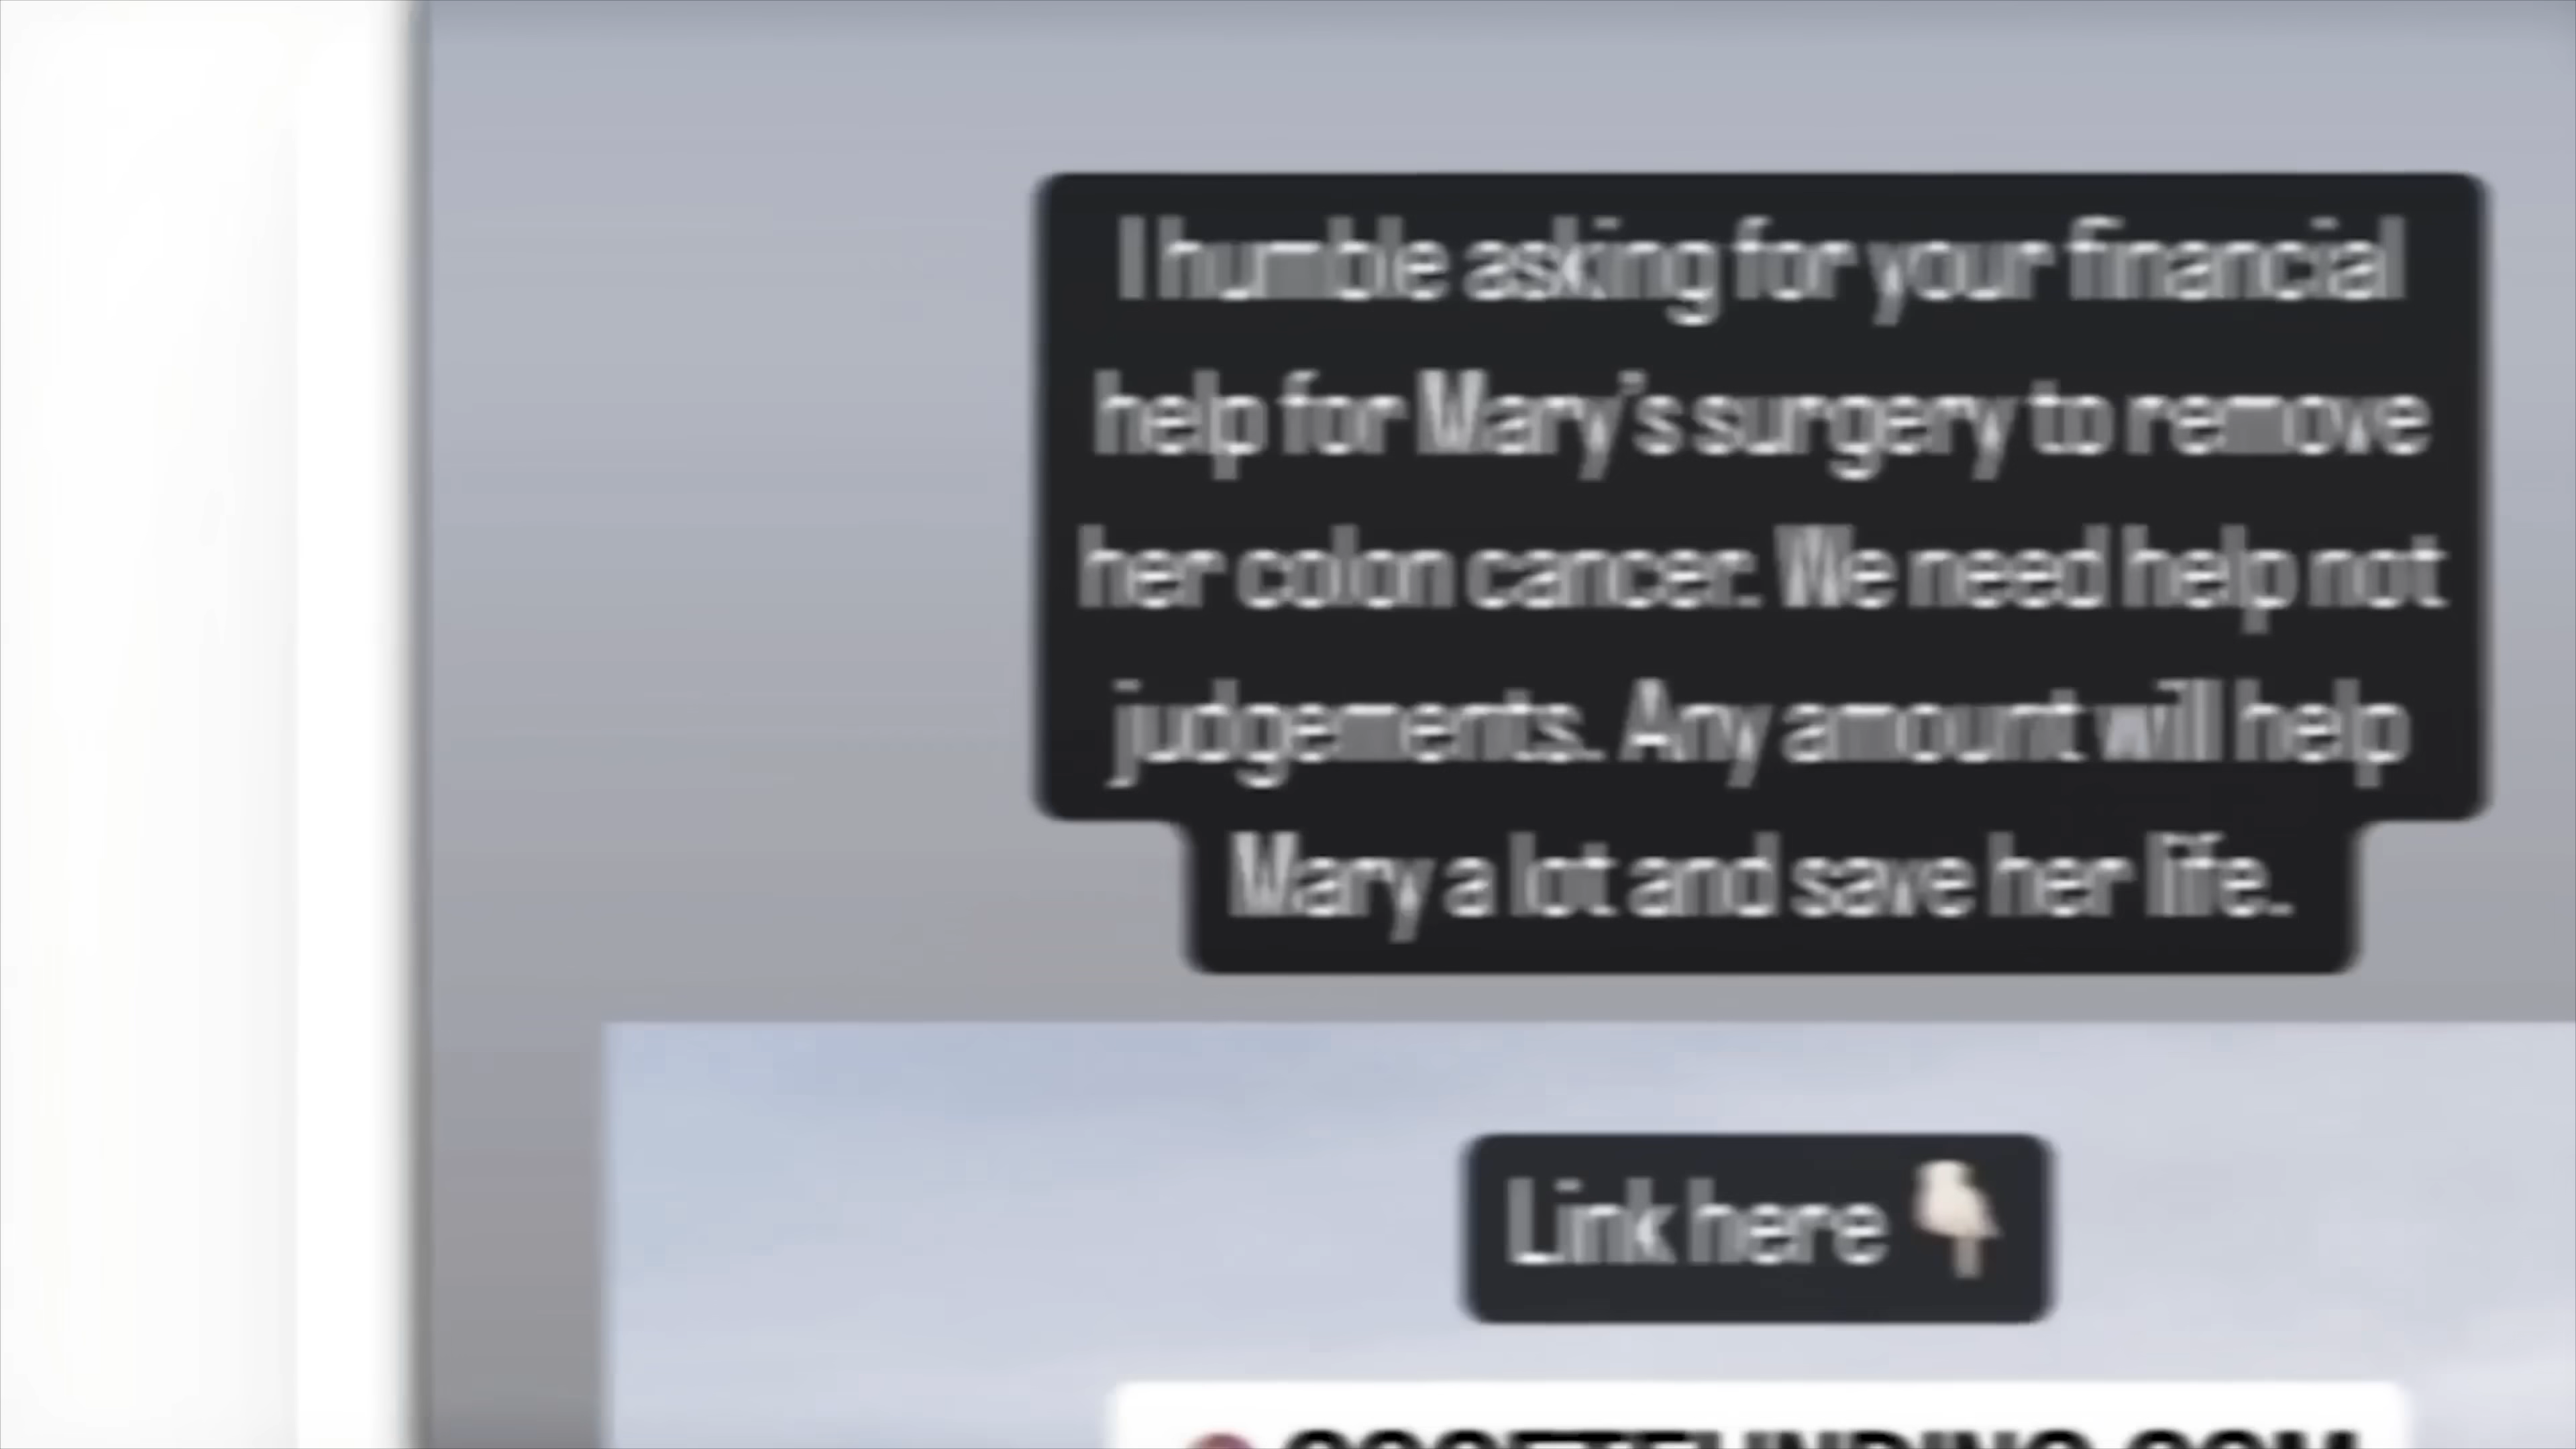 I humble asking for your financial
help for Mary's surgery to remove
her colon cancer. We need help not
judgements. Any amount will help
Mary a lot and save her life.
Link here 👇🏻